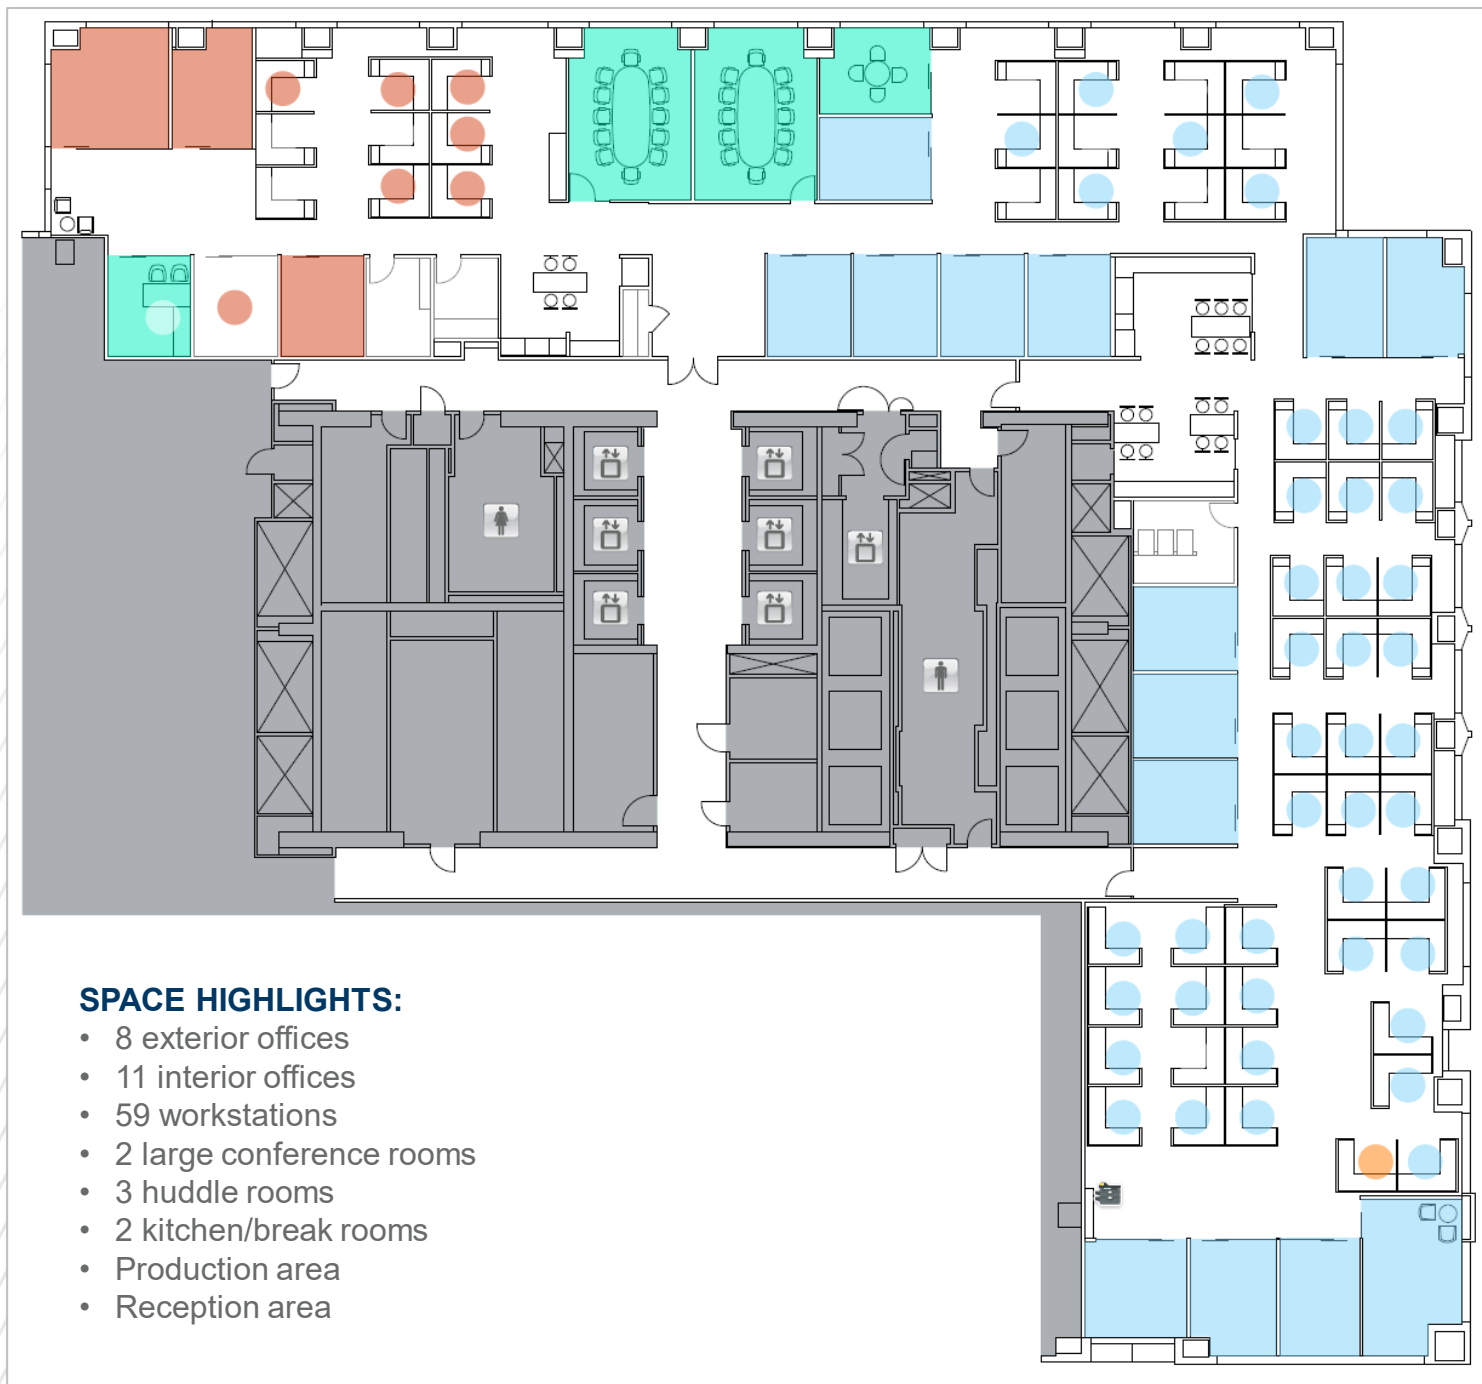 SPACE HIGHLIGHTS:
• 8 exterior offices
• 11 interior offices
• 59 workstations
• 2 large conference rooms
• 3 huddle rooms
• 2 kitchen/break rooms
• Production area
• Reception area